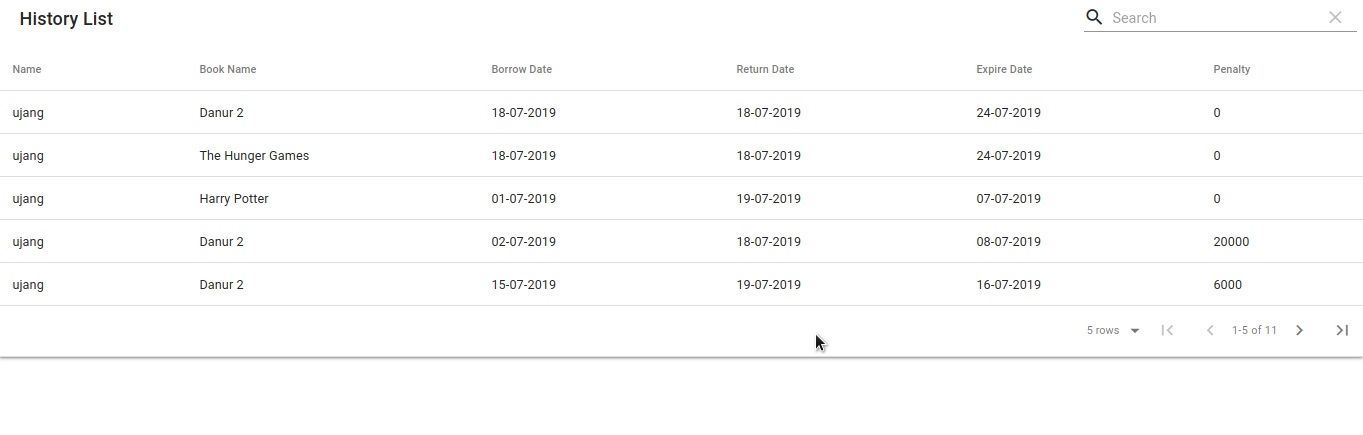 History List
Search
Name Book Name Borrow Date Return Date Expire Date Penalty
ujang Danur 2 18-07-2019 18-07-2019 24-07-2019 0
ujang The Hunger Games 18-07-2019 18-07-2019 24-07-2019 0
ujang Harry Potter 01-07-2019 19-07-2019 07-07-2019 0
ujang Danur 2 02-07-2019 18-07-2019 08-07-2019 20000
ujang Danur 2 15-07-2019 19-07-2019 16-07-2019 6000
5 rows 1-5 of 11